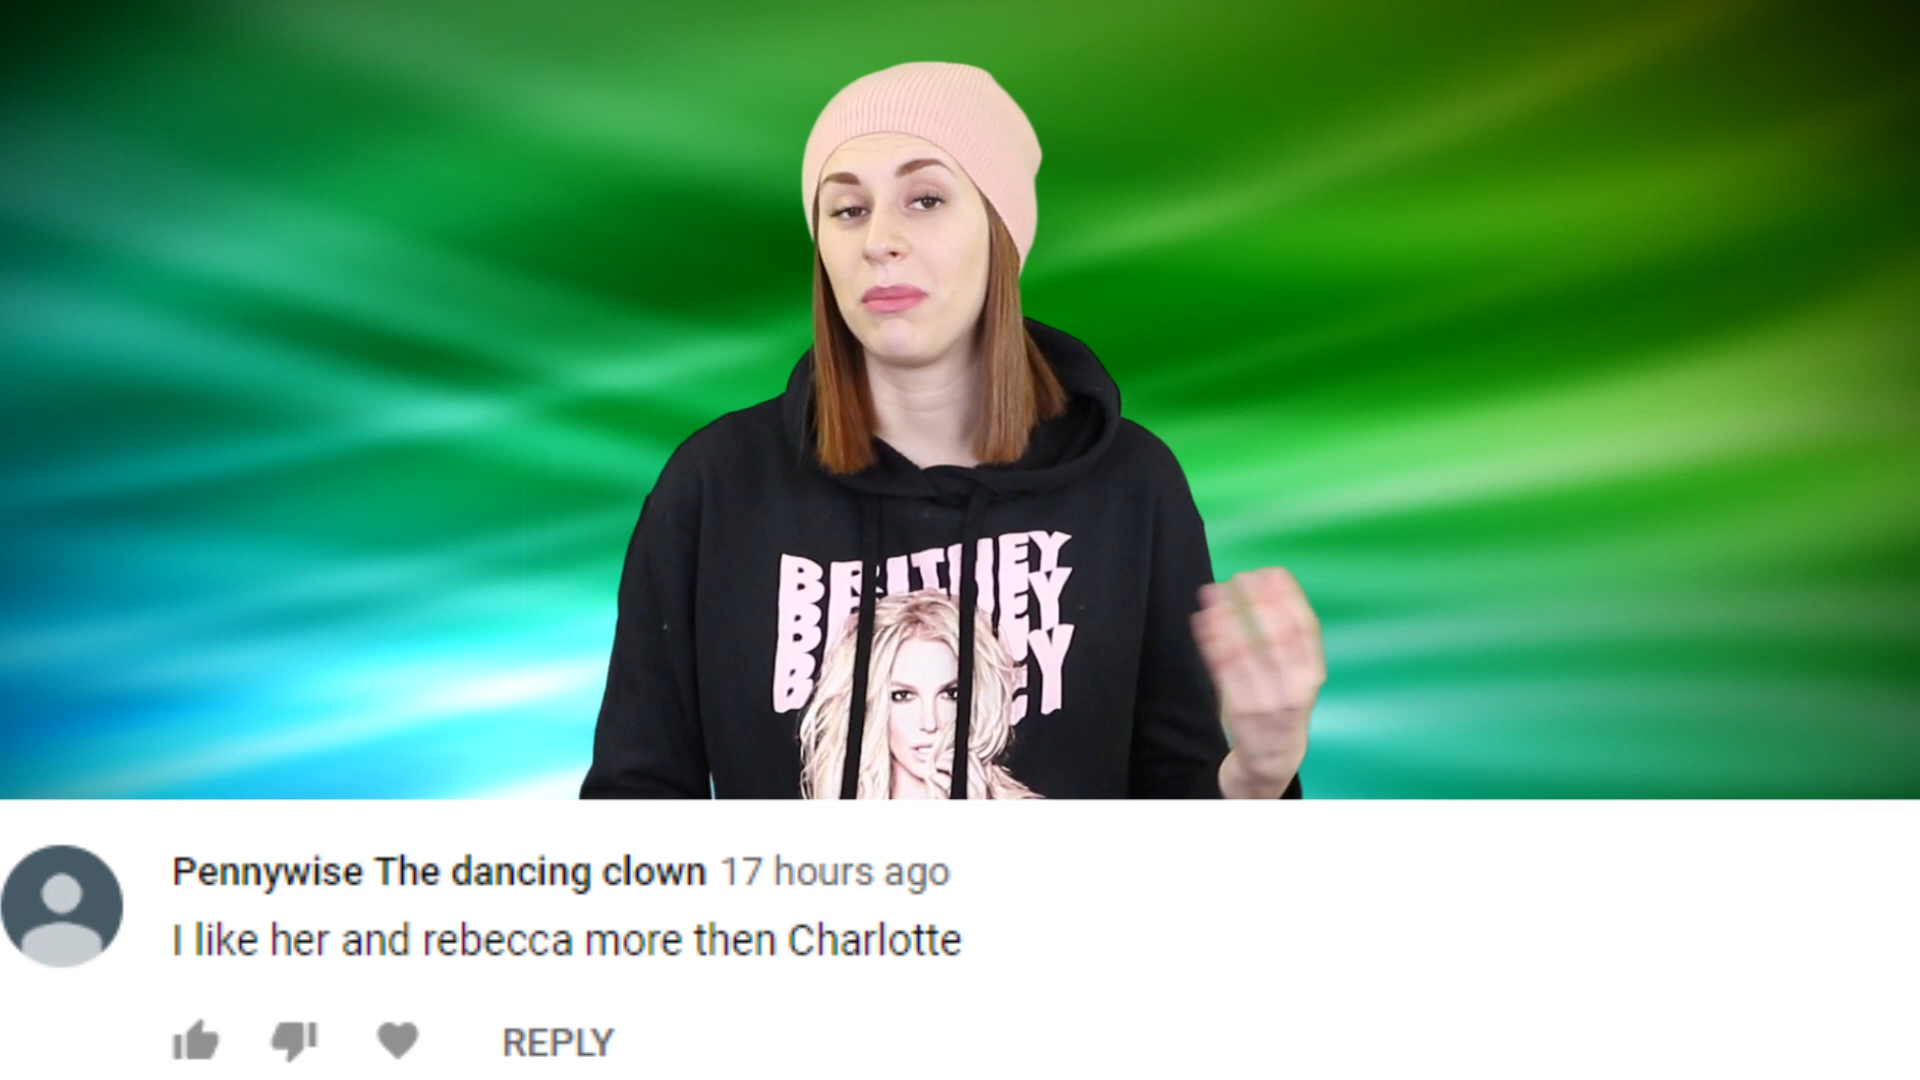 BRITNEY
Pennywise The dancing clown 17 hours ago
I like her and rebecca more then Charlotte
REPLY